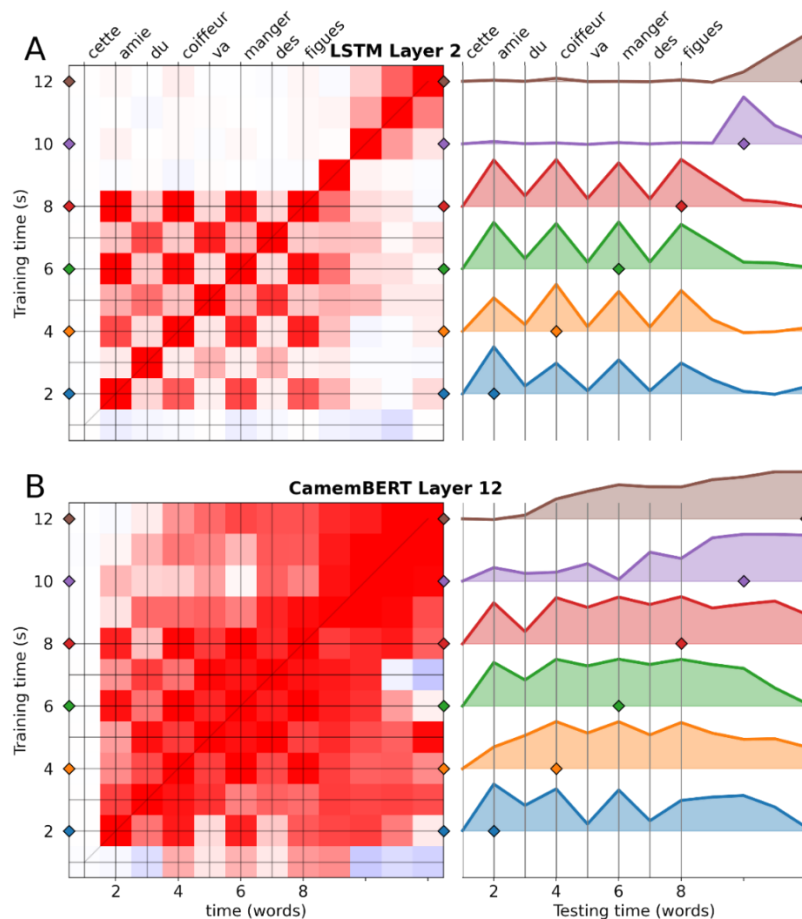 cette amie du coiffeur va manger des figues cette amie du coiffeur va manger des figues
A
LSTM Layer 2
12
10
8
6
4
2
Training time (s)
B
CamemBERT Layer 12
12
10
8
6
4
2
Training time (s)
2 4 6 8 2 4 6 8
time (words) Testing time (words)